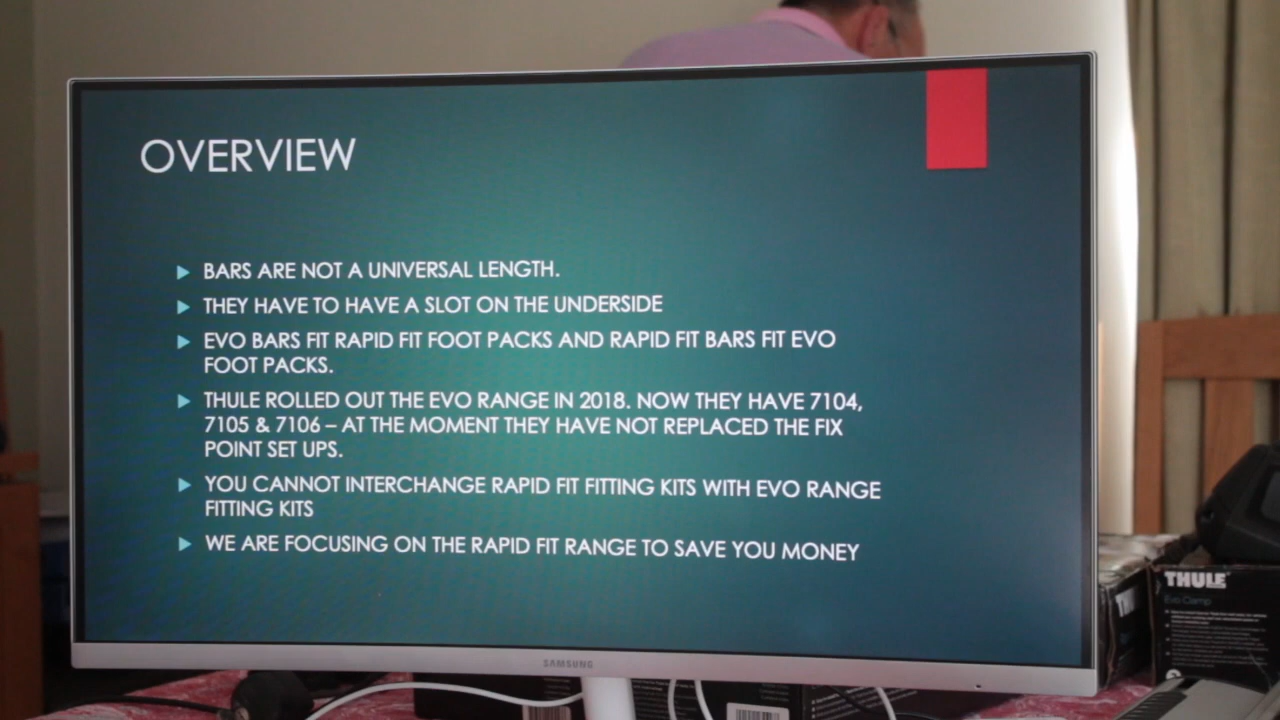 OVERVIEW
BARS ARE NOT A UNIVERSAL LENGTH.
THEY HAVE TO HAVE A SLOT ON THE UNDERSIDE
EVO BARS FIT RAPID FIT FOOT PACKS AND RAPID FIT BARS FIT EVO
FOOT PACKS.
THULE ROLLED OUT THE EVO RANGE IN 2018. NOW THEY HAVE 7104,
7105 & 7106 – AT THE MOMENT THEY HAVE NOT REPLACED THE FIX
POINT SET UPS.
YOU CANNOT INTERCHANGE RAPID FIT FITTING KITS WITH EVO RANGE
FITTING KITS
WE ARE FOCUSING ON THE RAPID FIT RANGE TO SAVE YOU MONEY
SAMSUNG
THULE
Evo Clamp